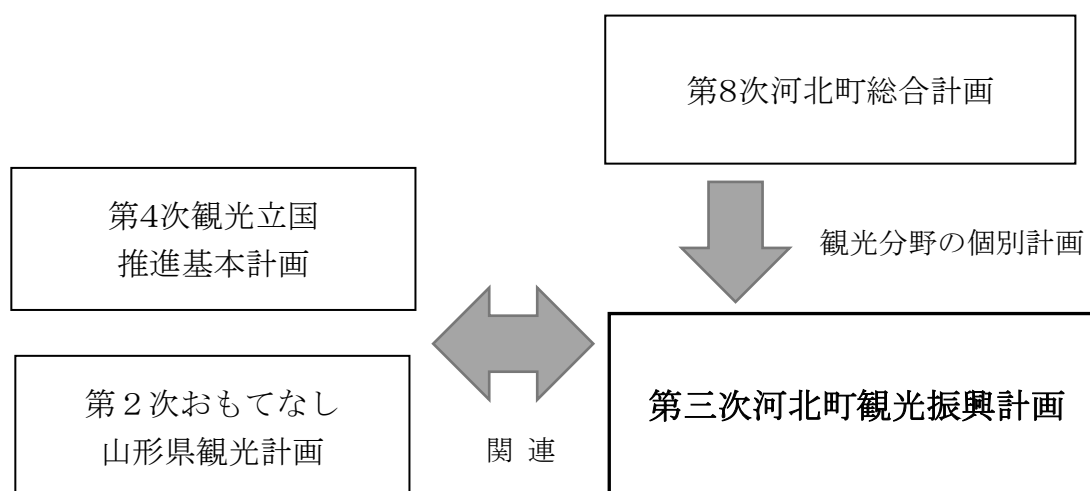 第8次河北町総合計画
第4次観光立国
推進基本計画
観光分野の個別計画
第三次河北町観光振興計画
第２次おもてなし
山形県観光計画
関 連